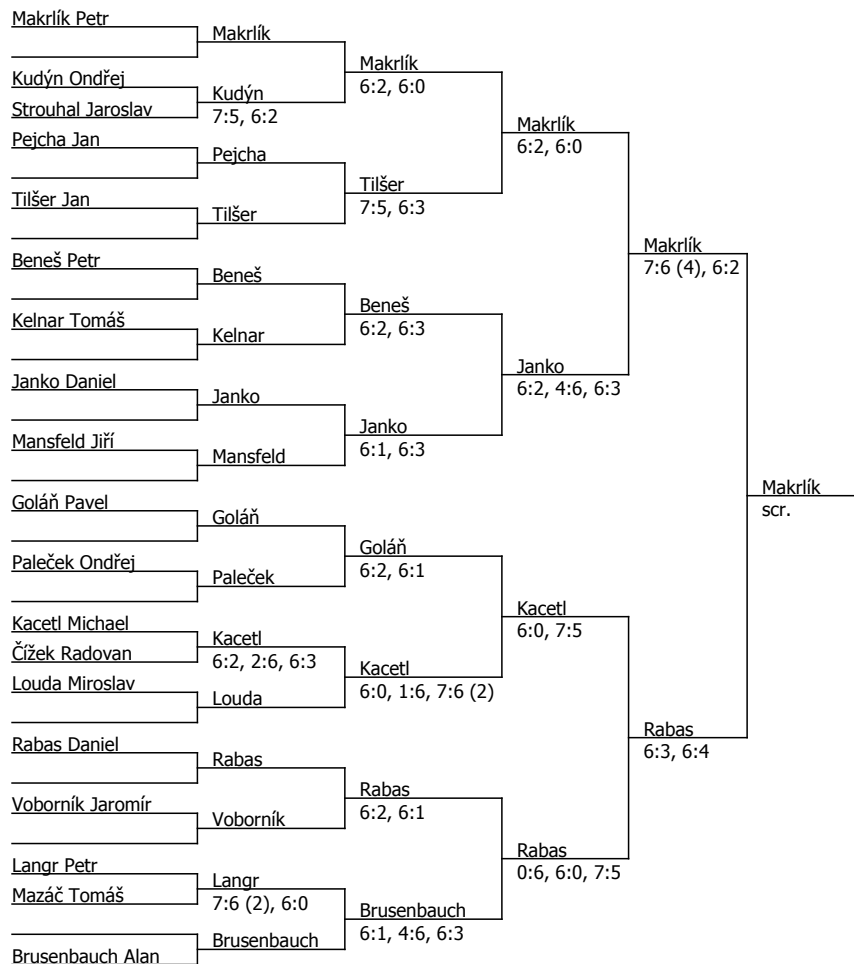 Makrlík Petr
Makrlík
Makrlík
6:2, 6:0
Kudýn Ondřej
Kudýn
7:5, 6:2
Strouhal Jaroslav
Makrlík
6:2, 6:0
Pejcha Jan
Pejcha
Tilšer
7:5, 6:3
Tilšer Jan
Tilšer
Makrlík
7:6 (4), 6:2
Beneš Petr
Beneš
Beneš
6:2, 6:3
Kelnar Tomáš
Kelnar
Janko
6:2, 4:6, 6:3
Janko Daniel
Janko
Janko
6:1, 6:3
Mansfeld Jiří
Mansfeld
Makrlík
scr.
Goláň Pavel
Goláň
Goláň
6:2, 6:1
Paleček Ondřej
Paleček
Kacetl
6:0, 7:5
Kacetl Michael
Kacetl
6:2, 2:6, 6:3
Čížek Radovan
Kacetl
6:0, 1:6, 7:6 (2)
Louda Miroslav
Louda
Rabas
6:3, 6:4
Rabas Daniel
Rabas
Rabas
6:2, 6:1
Voborník Jaromír
Voborník
Rabas
0:6, 6:0, 7:5
Langr Petr
Langr
7:6 (2), 6:0
Mazáč Tomáš
Brusenbauch
6:1, 4:6, 6:3
Brusenbauch
Brusenbauch Alan